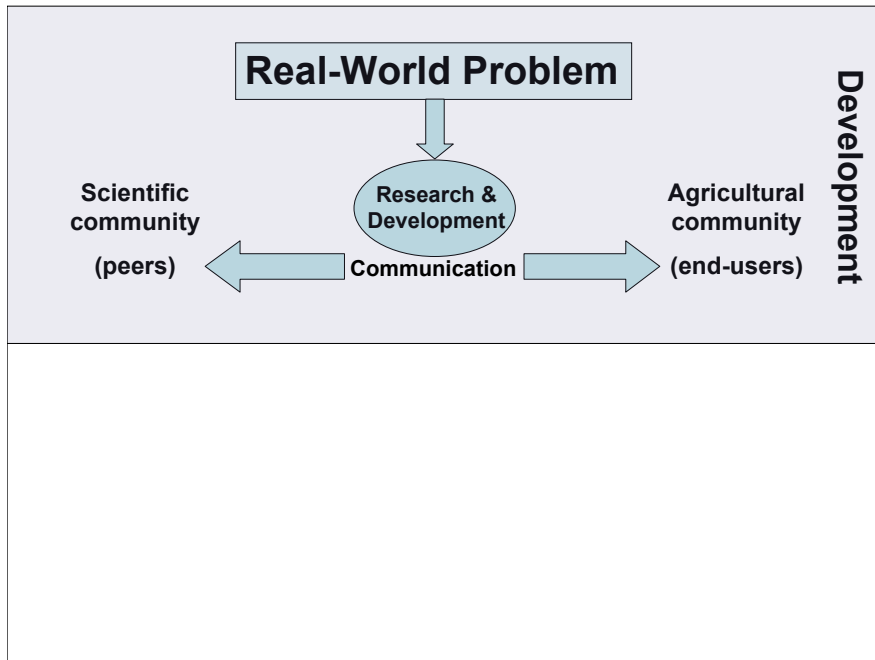 Real-World Problem
Development
Research &
Development
Scientific
community
(peers)
Communication
Agricultural
community
(end-users)